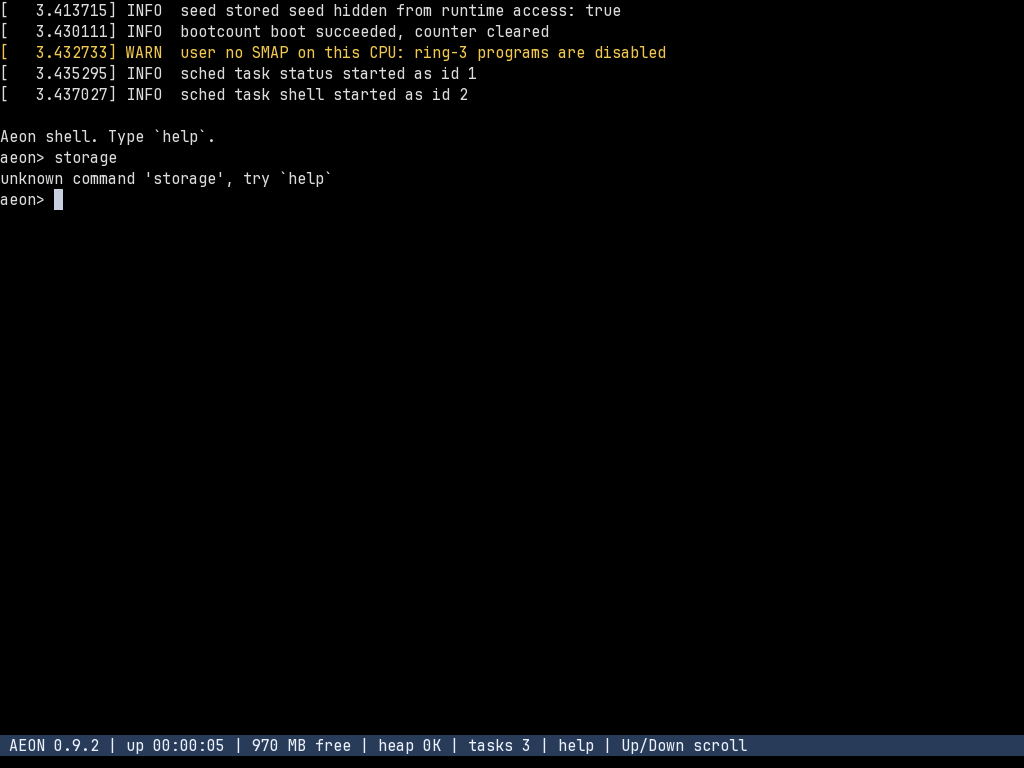 [   3.413715] INFO  seed stored seed hidden from runtime access: true
[   3.430111] INFO  bootcount boot succeeded, counter cleared
[   3.432733] WARN  user no SMAP on this CPU: ring-3 programs are disabled
[   3.435295] INFO  sched task status started as id 1
[   3.437027] INFO  sched task shell started as id 2
Aeon shell. Type `help`.
aeon> storage
unknown command 'storage', try `help`
aeon>
AEON 0.9.2 | up 00:00:05 | 970 MB free | heap OK | tasks 3 | help | Up/Down scroll